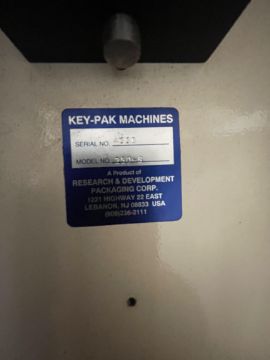 KEY-PAK MACHINES
SERIAL NO.
MODEL NO.
A Product of
RESEARCH & DEVELOPMENT
PACKAGING CORP.
1221 HIGHWAY 22 EAST
LEBANON, NJ 08833 USA
(908)236-2111